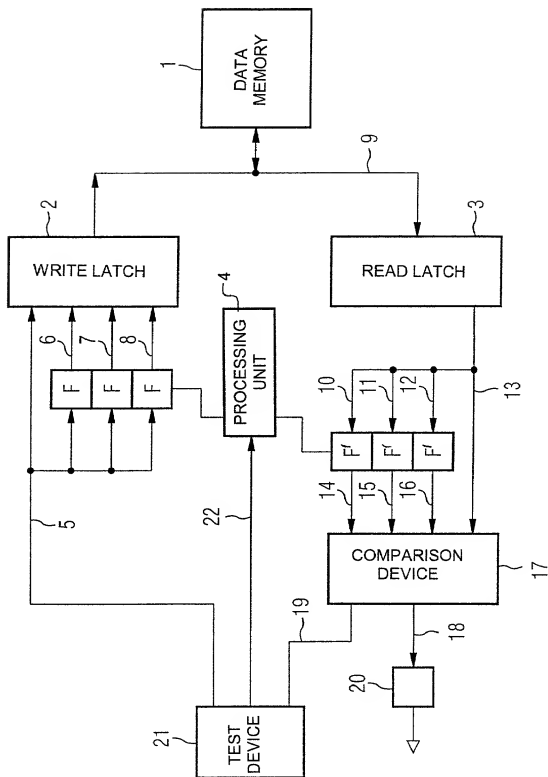 1
DATA
MEMORY
9
2
WRITE LATCH
3
READ LATCH
6
7
8
F
F
F
4
PROCESSING
UNIT
10
11
12
13
F'
F'
F'
14
15
16
5
22
COMPARISON
DEVICE
17
19
18
20
21
TEST
DEVICE